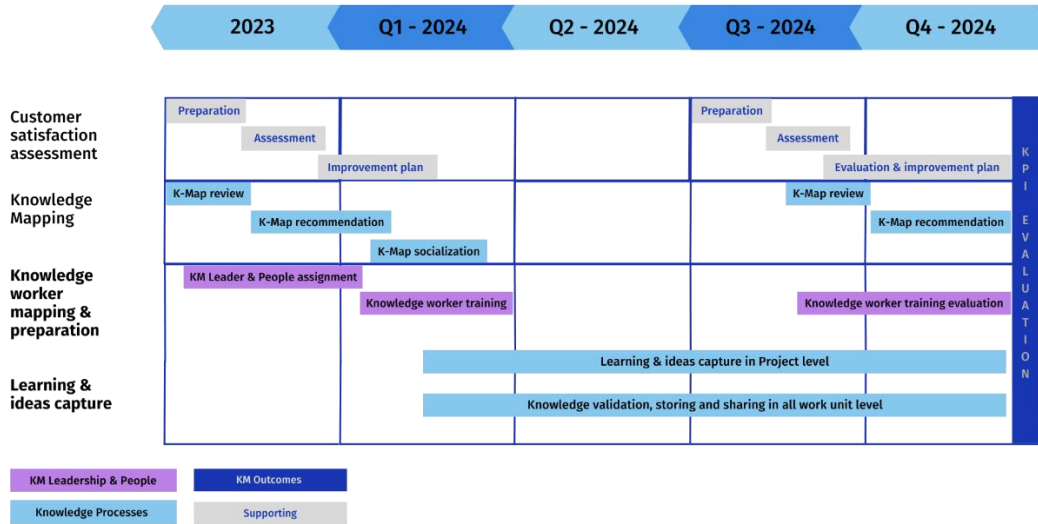 2023
Q1 - 2024
Q2 - 2024
Q3 - 2024
Q4 - 2024
Customer
satisfaction
assessment
Preparation
Assessment
Improvement plan
Preparation
Assessment
Evaluation & improvement plan
Knowledge
Mapping
K-Map review
K-Map recommendation
K-Map socialization
K-Map review
K-Map recommendation
Knowledge
worker
mapping &
preparation
KM Leader & People assignment
Knowledge worker training
Knowledge worker training evaluation
Learning &
ideas capture
Learning & ideas capture in Project level
Knowledge validation, storing and sharing in all work unit level
KPI EVALUATION
KM Leadership & People
KM Outcomes
Knowledge Processes
Supporting